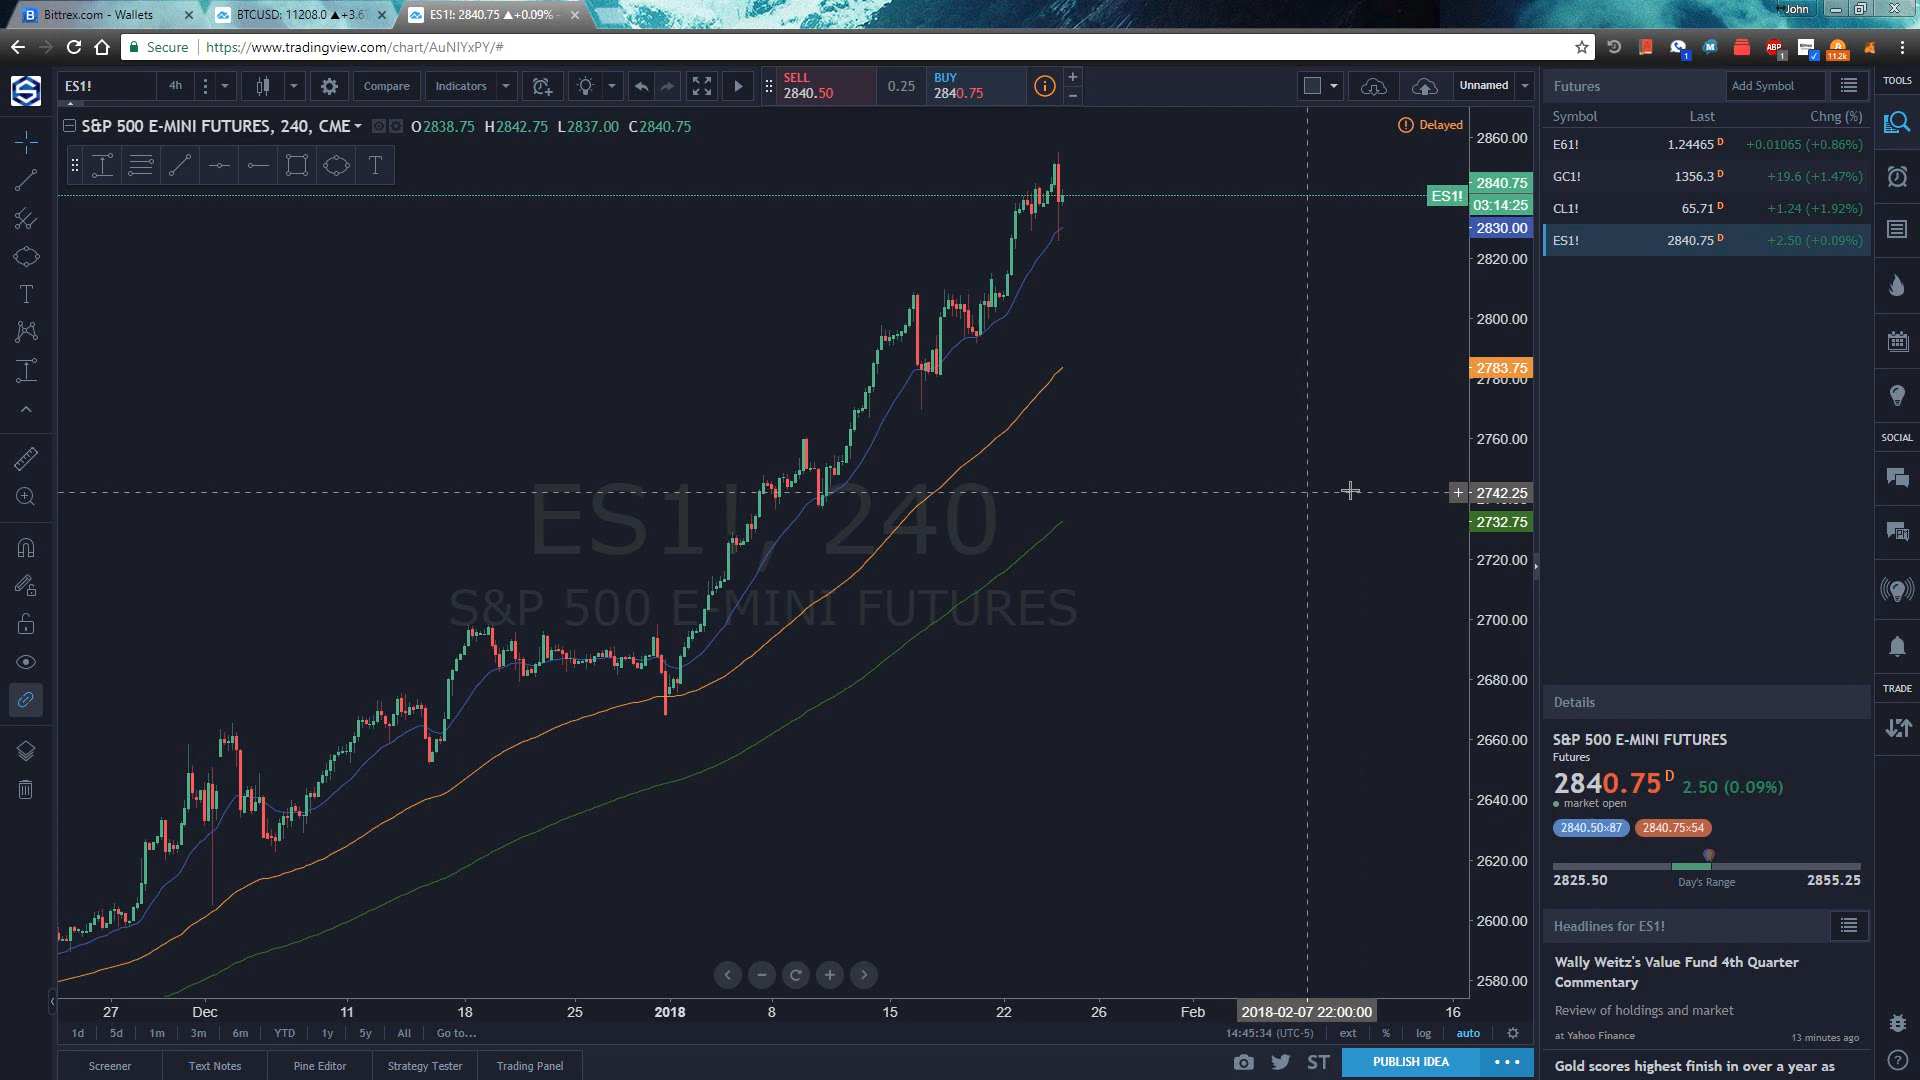 Bittrex.com - Wallets
BTCUSD: 11208.0 ▲+3.67
ES1!: 2840.75 ▲+0.09% -
John
Secure https://www.tradingview.com/chart/AuNIYxPY/#
ES1!
4h
Compare
Indicators
SELL
2840.50
0.25
BUY
2840.75
Unnamed
S&P 500 E-MINI FUTURES, 240, CME
O2838.75 H2842.75 L2837.00 C2840.75
Delayed
T
ES1!, 240
S&P 500 E-MINI FUTURES
2860.00
ES1!
2840.75
03:14:25
2830.00
2820.00
2800.00
2783.75
2780.00
2760.00
2742.25
2732.75
2720.00
2700.00
2680.00
2660.00
2640.00
2620.00
2600.00
2580.00
27 Dec 11 18 25 2018 8 15 22 26 Feb 2018-02-07 22:00:00 16
1d 5d 1m 3m 6m YTD 1y 5y All Go to...
14:45:34 (UTC-5) ext % log auto
Screener Text Notes Pine Editor Strategy Tester Trading Panel
ST
PUBLISH IDEA
Futures
Add Symbol
Symbol Last Chng (%)
E61! 1.24465 D +0.01065 (+0.86%)
GC1! 1356.3 D +19.6 (+1.47%)
CL1! 65.71 D +1.24 (+1.92%)
ES1! 2840.75 D +2.50 (+0.09%)
Details
S&P 500 E-MINI FUTURES
Futures
2840.75 D 2.50 (0.09%)
market open
2840.50×87 2840.75×54
2825.50 Day's Range 2855.25
Headlines for ES1!
Wally Weitz's Value Fund 4th Quarter
Commentary
Review of holdings and market
at Yahoo Finance 13 minutes ago
Gold scores highest finish in over a year as
TOOLS
SOCIAL
TRADE